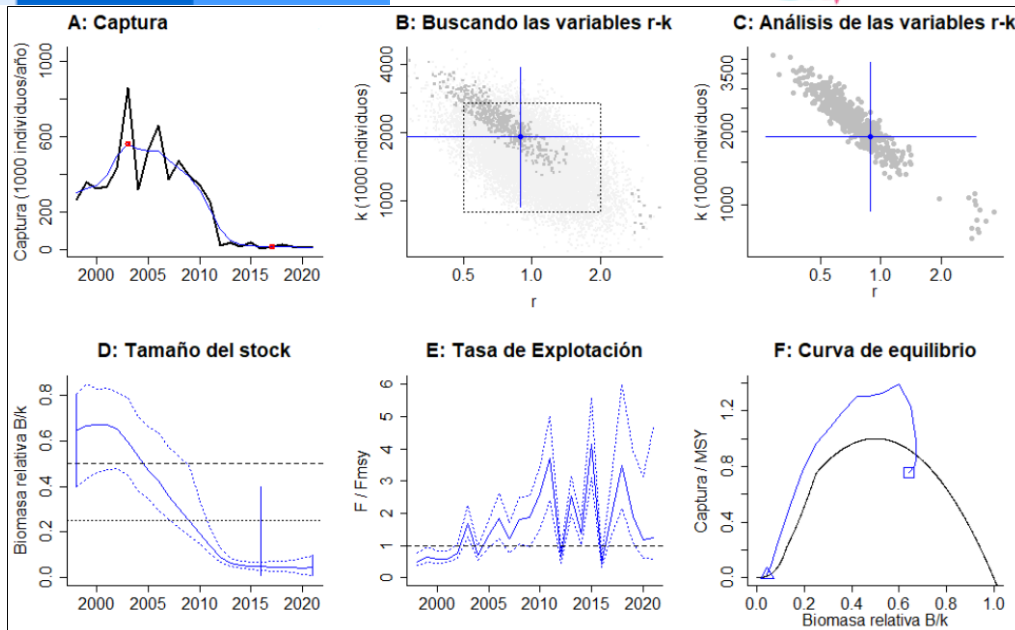 A: Captura
B: Buscando las variables r-k
C: Análisis de las variables r-k
Captura (1000 individuos/año)
1000
600
200
0
2000 2005 2010 2015 2020
k (1000 individuos)
4000
2000
1000
0.5 1.0 2.0
r
k (1000 individuos)
3500
2000
1000
0.5 1.0 2.0
r
D: Tamaño del stock
E: Tasa de Explotación
F: Curva de equilibrio
Biomasa relativa B/k
0.8
0.6
0.4
0.2
0.0
2000 2005 2010 2015 2020
F / Fmsy
6
5
4
3
2
1
0
2000 2005 2010 2015 2020
Captura / MSY
1.2
0.8
0.4
0.0
0.0 0.2 0.4 0.6 0.8 1.0
Biomasa relativa B/k